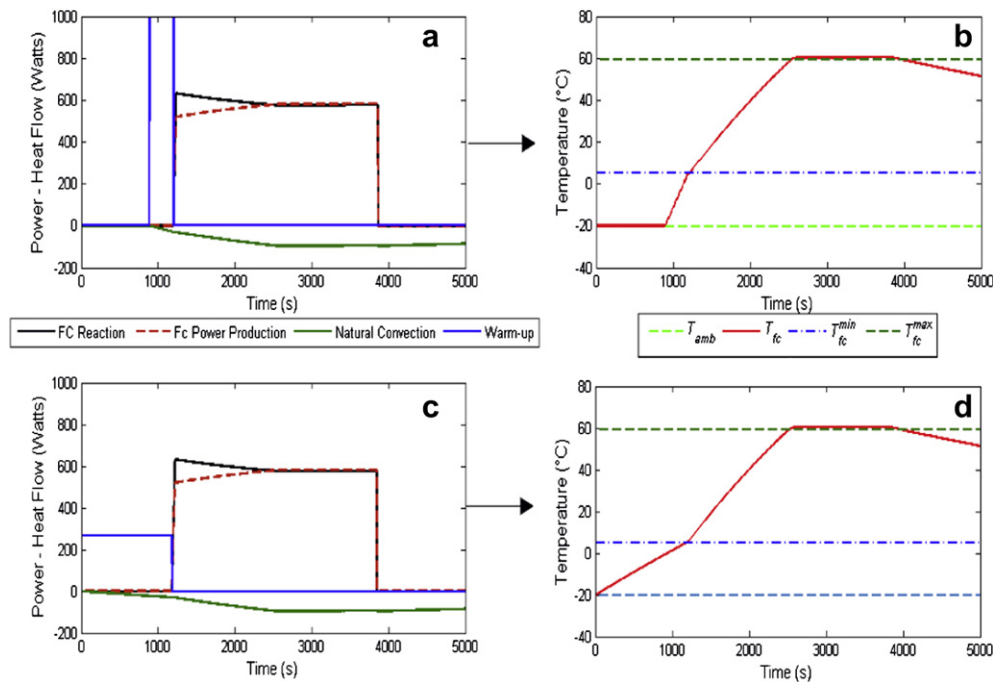 a
1000
800
600
400
200
0
-200
0 1000 2000 3000 4000 5000
Time (s)
Power - Heat Flow (Watts)
b
80
60
40
20
0
-20
-40
0 1000 2000 3000 4000 5000
Time (s)
Temperature (°C)
FC Reaction Fc Power Production Natural Convection Warm-up
T_amb T_fc T_fc^min T_fc^max
c
1000
800
600
400
200
0
-200
0 1000 2000 3000 4000 5000
Time (s)
Power - Heat Flow (Watts)
d
80
60
40
20
0
-20
-40
0 1000 2000 3000 4000 5000
Time (s)
Temperature (°C)